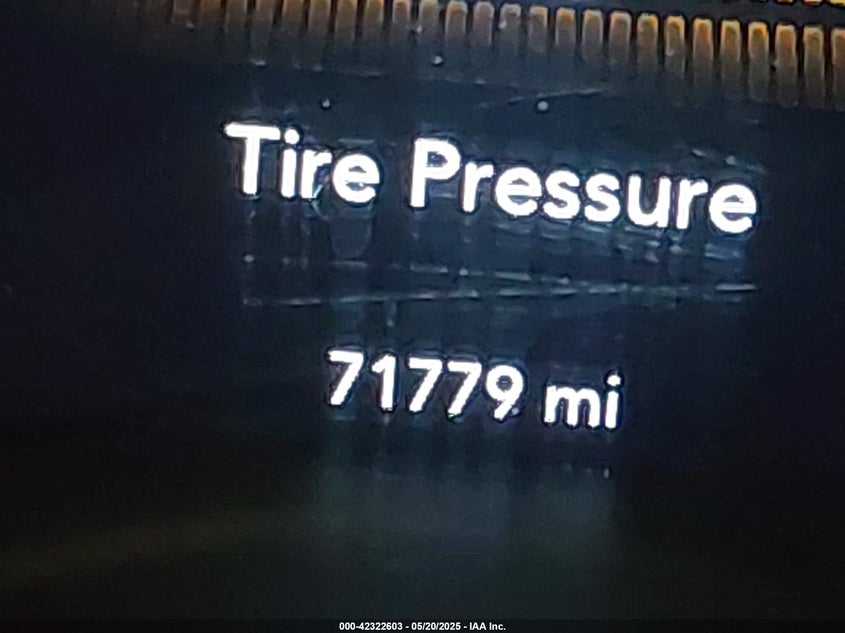 Tire Pressure
71779 mi
000-42322603 - 05/20/2025 - IAA Inc.